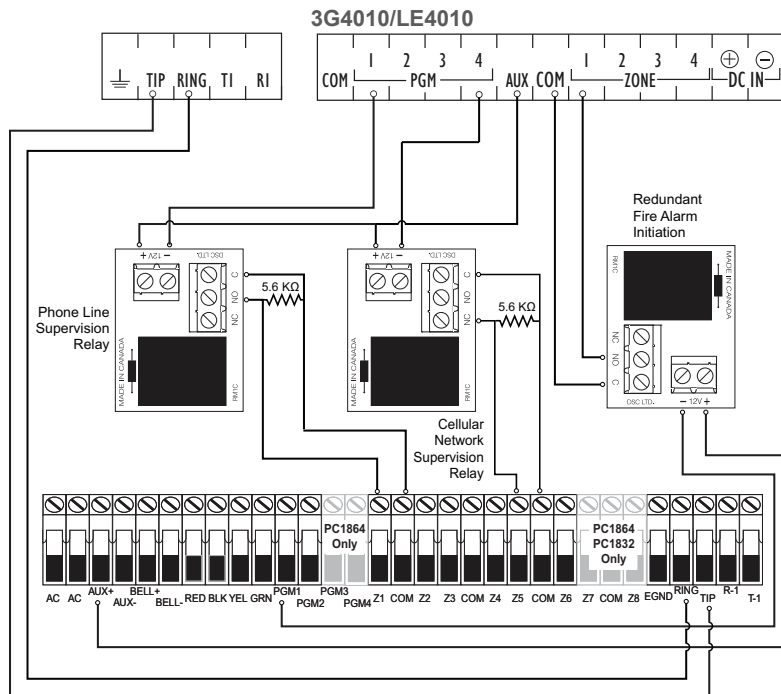 3G4010/LE4010
TIP RING T1 R1
COM 1 2 3 4 PGM AUX COM 1 2 3 4 ZONE DC IN
+ 12V −
DSC LTD.
C
NO
NC
5.6 KΩ
MADE IN CANADA
RM1C
Phone Line
Supervision
Relay
+ 12V −
DSC LTD.
C
NO
NC
5.6 KΩ
MADE IN CANADA
RM1C
Cellular
Network
Supervision
Relay
Redundant
Fire Alarm
Initiation
RM1C
MADE IN CANADA
NC
NO
C
DSC LTD.
− 12V +
PC1864
Only
PC1864
PC1832
Only
AC AC AUX+ AUX- BELL+ BELL- RED BLK YEL GRN PGM1 PGM2 PGM3 PGM4 Z1 COM Z2 Z3 COM Z4 Z5 COM Z6 Z7 COM Z8 EGND RING TIP R-1 T-1